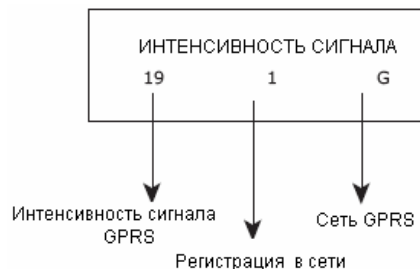 ИНТЕНСИВНОСТЬ СИГНАЛА
19 1 G
Интенсивность сигнала
GPRS
Регистрация в сети
Сеть GPRS